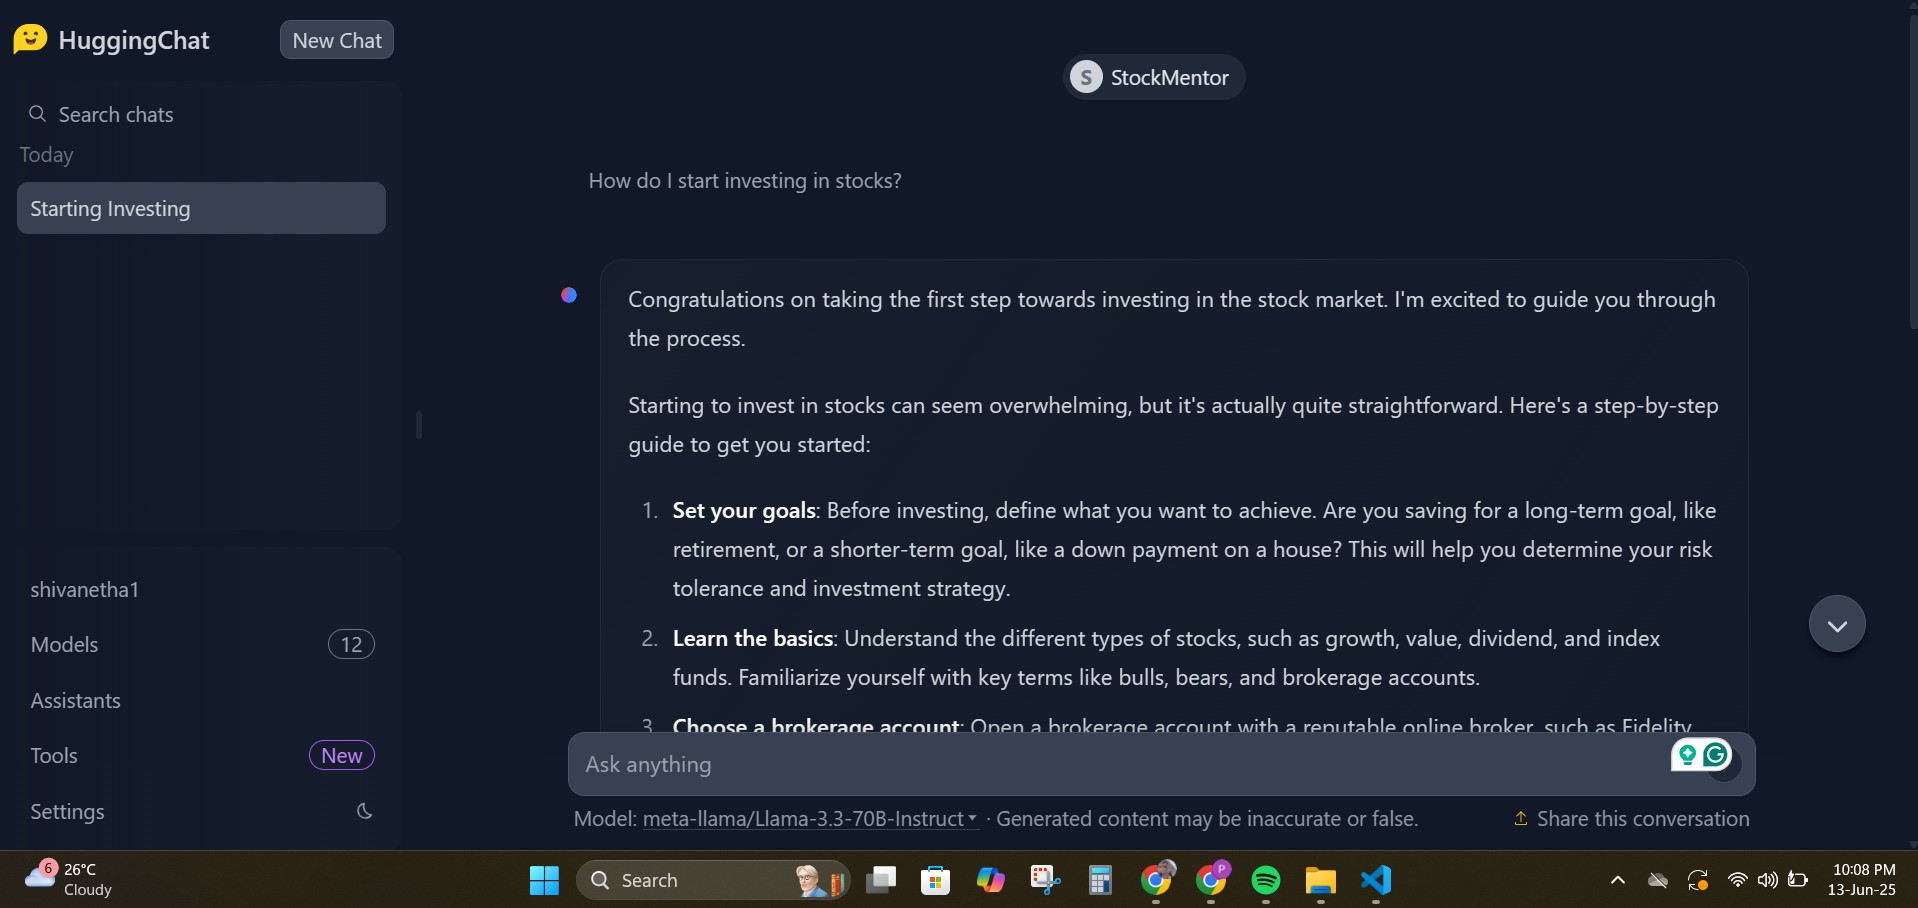 HuggingChat
New Chat
Search chats
Today
Starting Investing
shivanetha1
Models 12
Assistants
Tools New
Settings
S StockMentor
How do I start investing in stocks?
Congratulations on taking the first step towards investing in the stock market. I'm excited to guide you through
the process.
Starting to invest in stocks can seem overwhelming, but it's actually quite straightforward. Here's a step-by-step
guide to get you started:
1. Set your goals: Before investing, define what you want to achieve. Are you saving for a long-term goal, like
retirement, or a shorter-term goal, like a down payment on a house? This will help you determine your risk
tolerance and investment strategy.
2. Learn the basics: Understand the different types of stocks, such as growth, value, dividend, and index
funds. Familiarize yourself with key terms like bulls, bears, and brokerage accounts.
3. Choose a brokerage account: Open a brokerage account with a reputable online broker, such as Fidelity,
Ask anything
Model: meta-llama/Llama-3.3-70B-Instruct · Generated content may be inaccurate or false.
Share this conversation
6
26°C
Cloudy
Search
P
10:08 PM
13-Jun-25